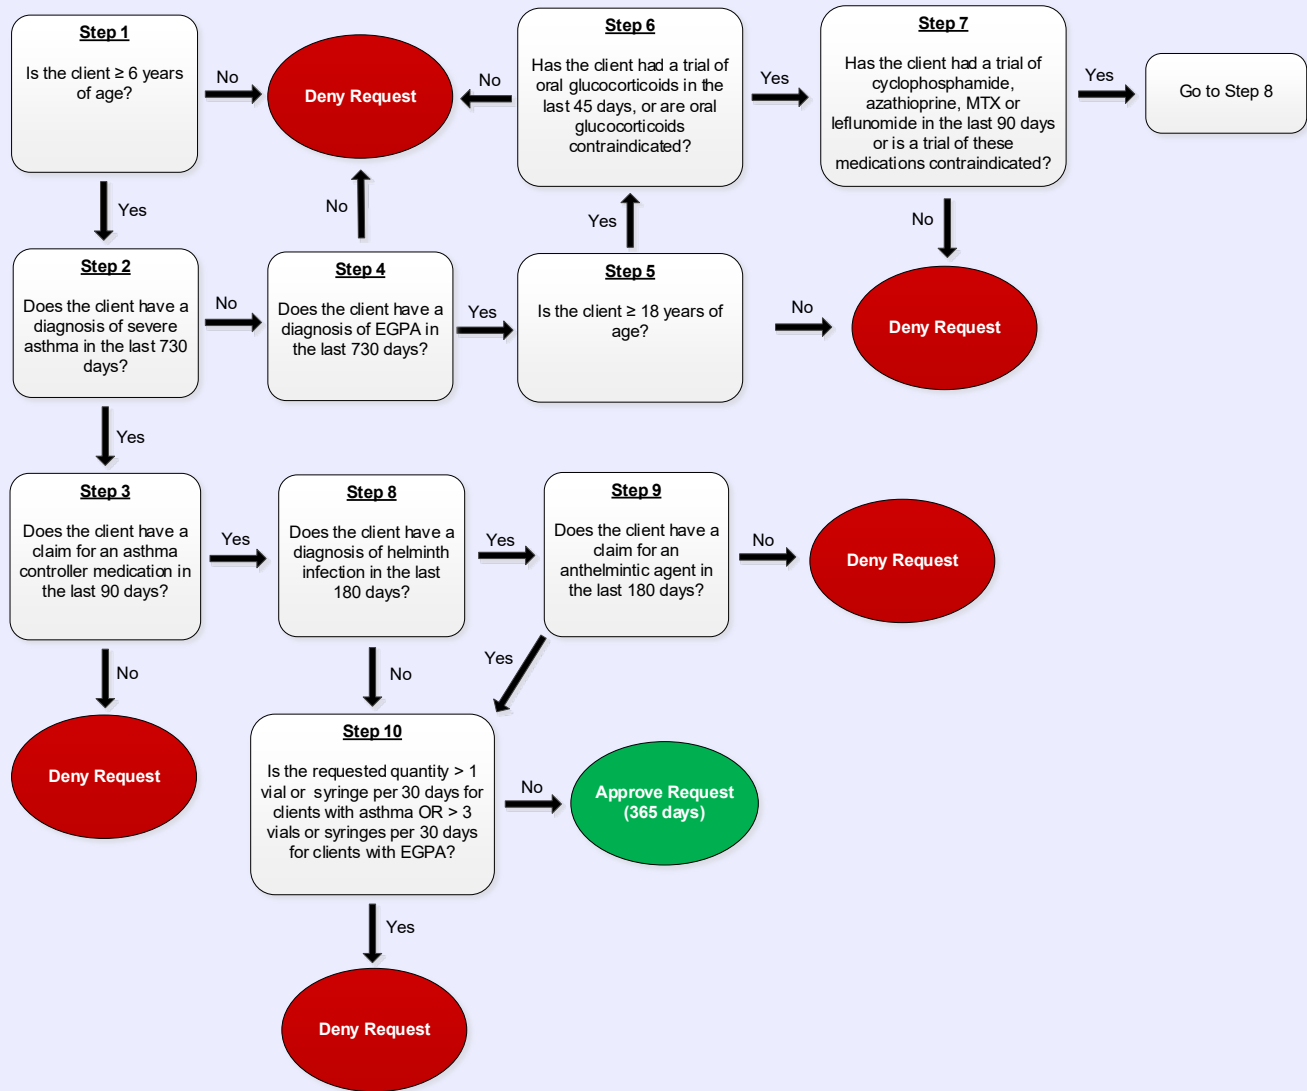 Step 1
Is the client ≥ 6 years
of age?
No
Deny Request
No
Step 6
Has the client had a trial of
oral glucocorticoids in the
last 45 days, or are oral
glucocorticoids
contraindicated?
Yes
Step 7
Has the client had a trial of
cyclophosphamide,
azathioprine, MTX or
leflunomide in the last 90 days
or is a trial of these
medications contraindicated?
Yes
Go to Step 8
Yes
No
Yes
No
Step 2
Does the client have a
diagnosis of severe
asthma in the last 730
days?
No
Step 4
Does the client have a
diagnosis of EGPA in
the last 730 days?
Yes
Step 5
Is the client ≥ 18 years of
age?
No
Deny Request
Yes
Step 3
Does the client have a
claim for an asthma
controller medication in
the last 90 days?
Yes
Step 8
Does the client have a
diagnosis of helminth
infection in the last
180 days?
Yes
Step 9
Does the client have a
claim for an
anthelmintic agent in
the last 180 days?
No
Deny Request
No
No
Yes
Deny Request
Step 10
Is the requested quantity > 1
vial or syringe per 30 days for
clients with asthma OR > 3
vials or syringes per 30 days
for clients with EGPA?
No
Approve Request
(365 days)
Yes
Deny Request